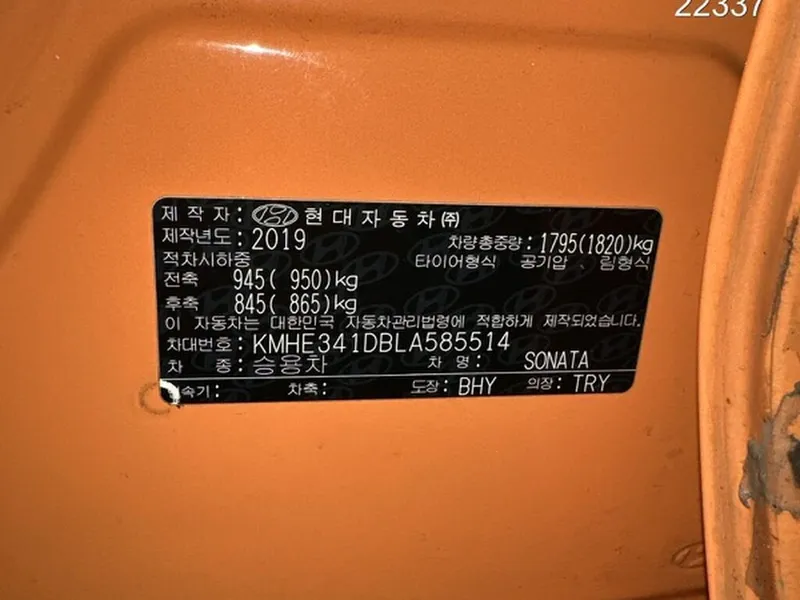 22337
제 작 자 : 현대자동차㈜
제작년도 : 2019 차량총중량 : 1795(1820)kg
적차시하중 타이어형식 공기압 、 림형식
전축 945( 950)kg
후축 845( 865)kg
이 자동차는 대한민국 자동차관리법령에 적합하게 제작되었습니다.
차대번호 : KMHE341DBLA585514
차 종 : 승용차 차 명 : SONATA
속기 : 차축 : 도장 : BHY 의장 : TRY